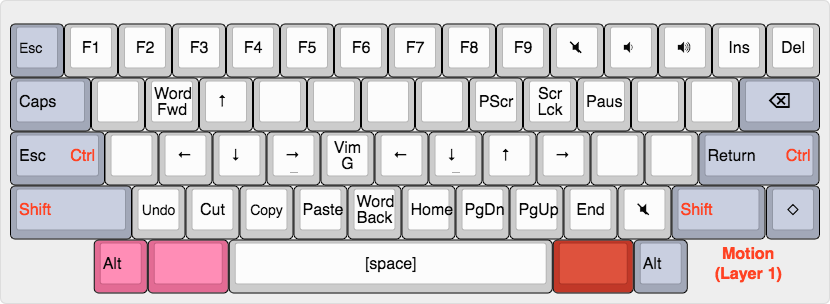 Esc F1 F2 F3 F4 F5 F6 F7 F8 F9 Ins Del
Caps Word Fwd ↑ PScr Scr Lck Paus ⌫
Esc Ctrl ← ↓ → Vim G ← ↓ ↑ → Return Ctrl
Shift Undo Cut Copy Paste Word Back Home PgDn PgUp End Shift ◇
Alt [space] Alt
Motion
(Layer 1)